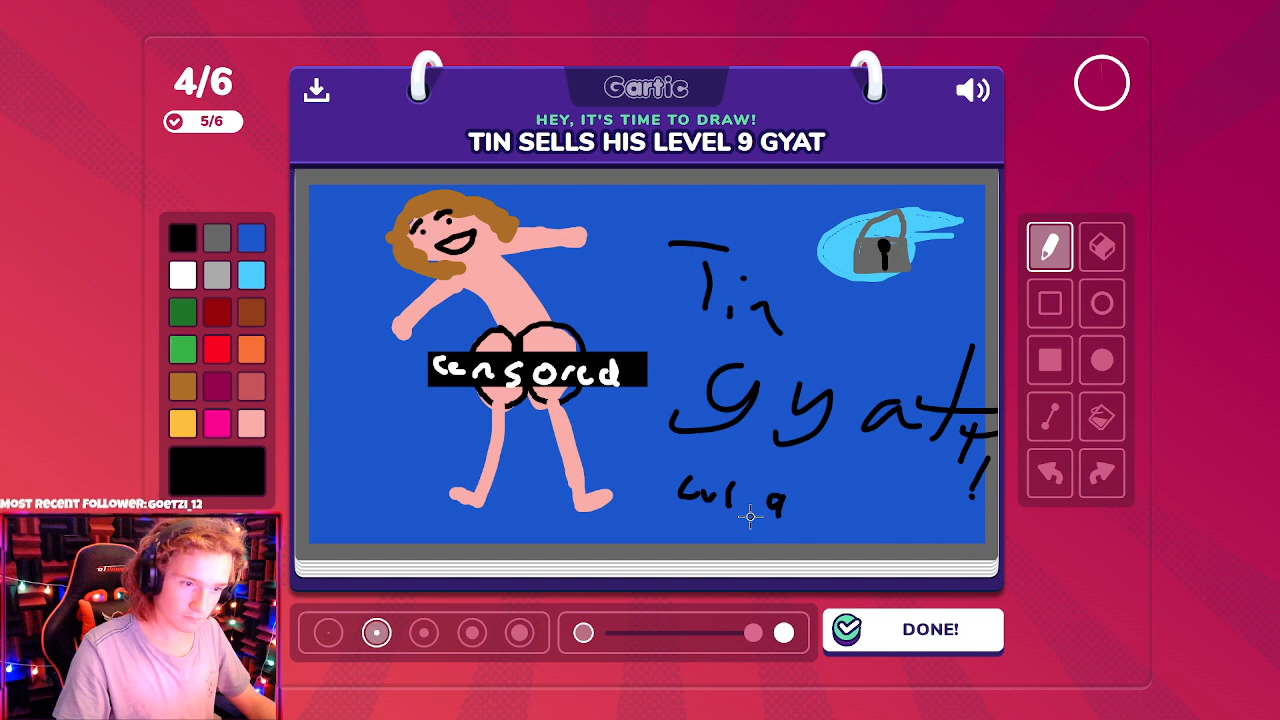 4/6
5/6
Gartic
HEY, IT'S TIME TO DRAW!
TIN SELLS HIS LEVEL 9 GYAT
Tin
censored
gyatt!
Lvl 9
MOST RECENT FOLLOWER:GOETZI_12
DONE!